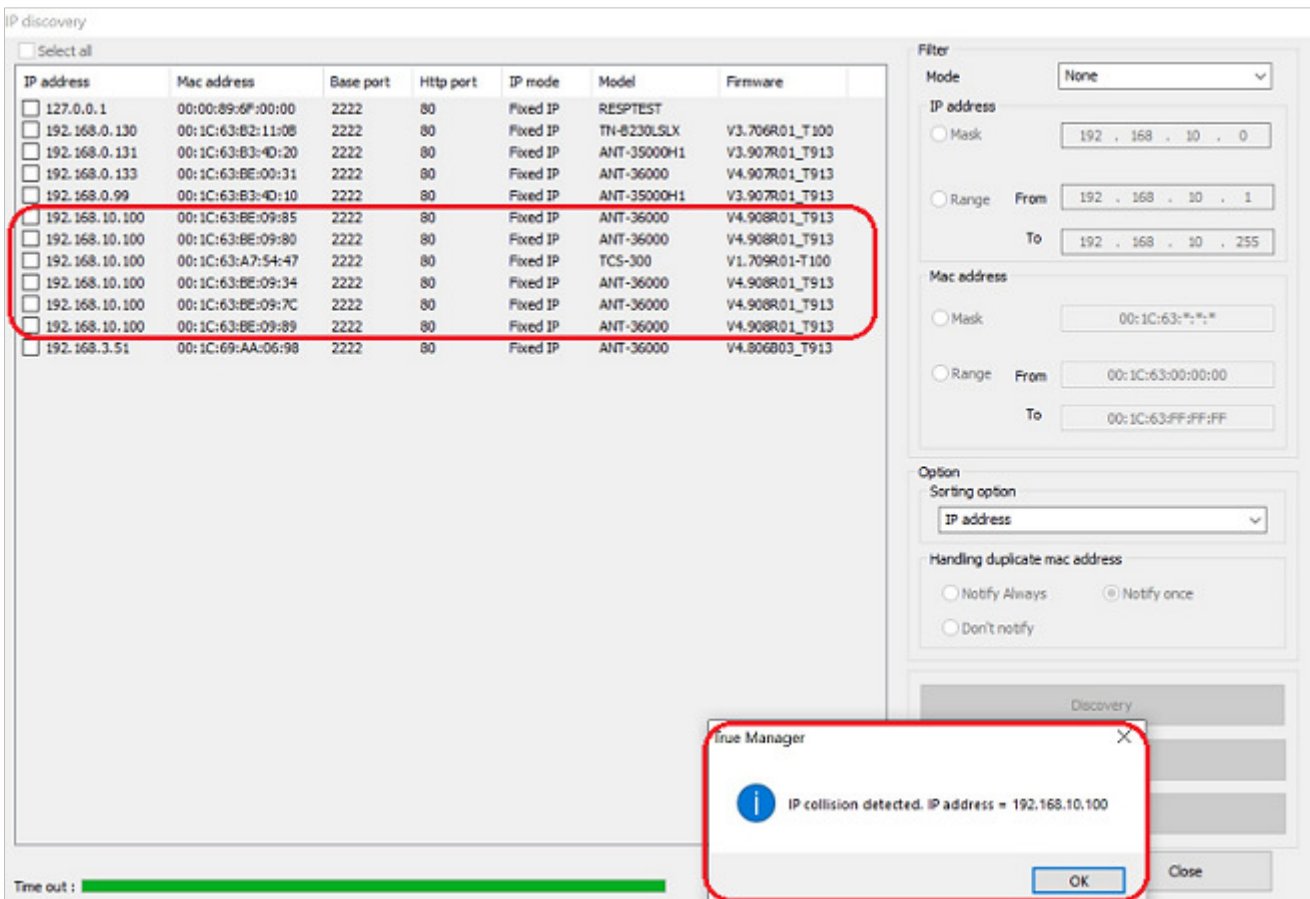 IP discovery
Select all
IP address Mac address Base port Http port IP mode Model Firmware
127.0.0.1 00:00:89:6F:00:00 2222 80 Fixed IP RESPTEST
192.168.0.130 00:1C:63:B2:11:0B 2222 80 Fixed IP TN-B230LSLX V3.706R01_T100
192.168.0.131 00:1C:63:B3:4D:20 2222 80 Fixed IP ANT-35000H1 V3.907R01_T913
192.168.0.133 00:1C:63:BE:00:31 2222 80 Fixed IP ANT-36000 V4.907R01_T913
192.168.0.99 00:1C:63:B3:4D:10 2222 80 Fixed IP ANT-35000H1 V3.907R01_T913
192.168.10.100 00:1C:63:BE:09:85 2222 80 Fixed IP ANT-36000 V4.908R01_T913
192.168.10.100 00:1C:63:BE:09:80 2222 80 Fixed IP ANT-36000 V4.908R01_T913
192.168.10.100 00:1C:63:A7:54:47 2222 80 Fixed IP TCS-300 V1.709R01-T100
192.168.10.100 00:1C:63:BE:09:34 2222 80 Fixed IP ANT-36000 V4.908R01_T913
192.168.10.100 00:1C:63:BE:09:7C 2222 80 Fixed IP ANT-36000 V4.908R01_T913
192.168.10.100 00:1C:63:BE:09:89 2222 80 Fixed IP ANT-36000 V4.908R01_T913
192.168.3.51 00:1C:69:AA:06:98 2222 80 Fixed IP ANT-36000 V4.806B03_T913
Time out :
Filter
Mode None
IP address
Mask 192 . 168 . 10 . 0
Range From 192 . 168 . 10 . 1
To 192 . 168 . 10 . 255
Mac address
Mask 00:1C:63:*:*:*
Range From 00:1C:63:00:00:00
To 00:1C:63:FF:FF:FF
Option
Sorting option
IP address
Handling duplicate mac address
Notify Always Notify once
Don't notify
Discovery
True Manager
IP collision detected. IP address = 192.168.10.100
OK
Close